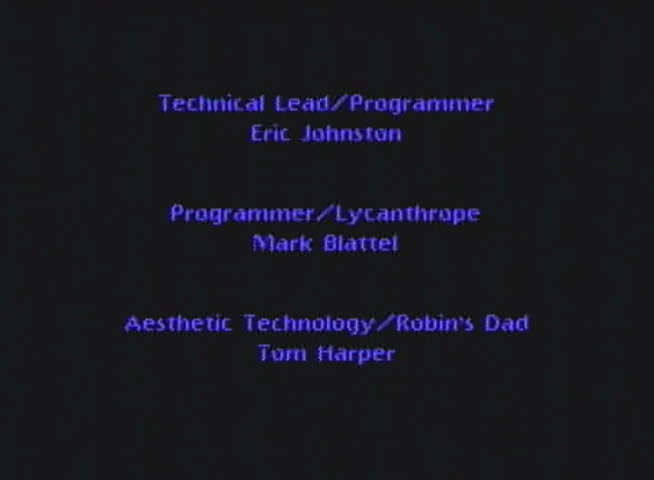 Technical Lead/Programmer
Eric Johnston
Programmer/Lycanthrope
Mark Blattel
Aesthetic Technology/Robin's Dad
Tom Harper